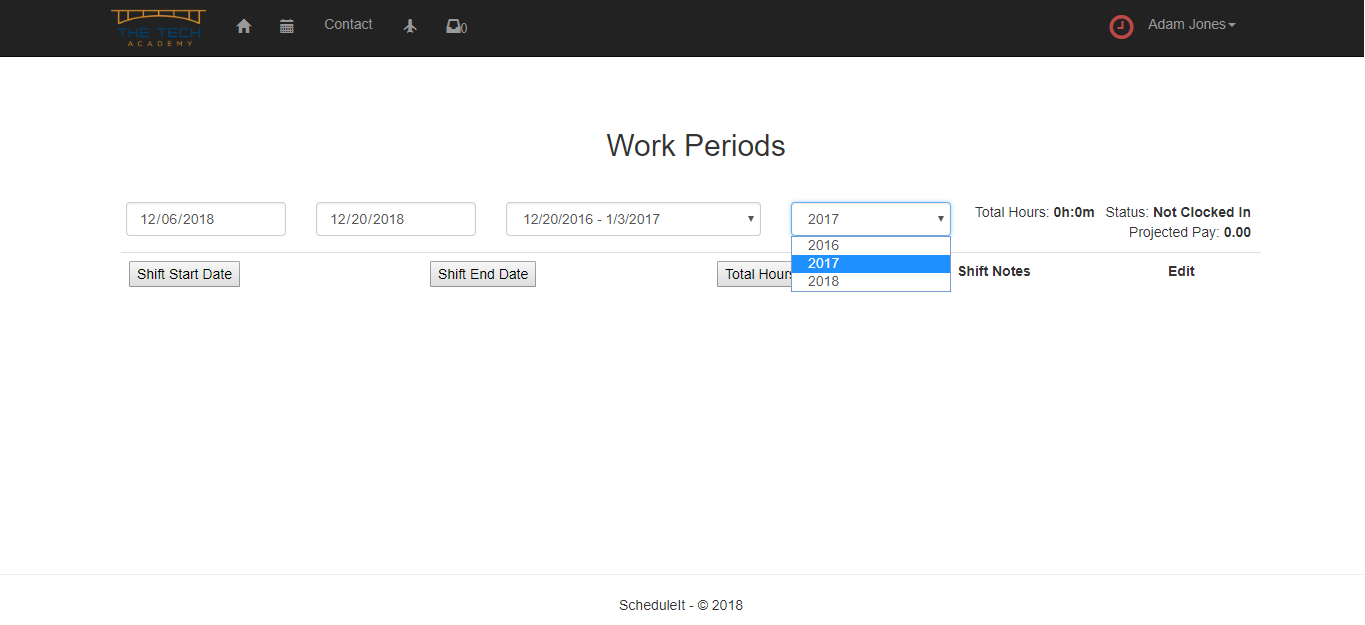 THE TECH
ACADEMY
Contact
0
Adam Jones
Work Periods
12/06/2018
12/20/2018
12/20/2016 - 1/3/2017
2017
Total Hours: 0h:0m Status: Not Clocked In
Projected Pay: 0.00
2016
2017
2018
Shift Start Date
Shift End Date
Total Hours
Shift Notes
Edit
ScheduleIt - © 2018